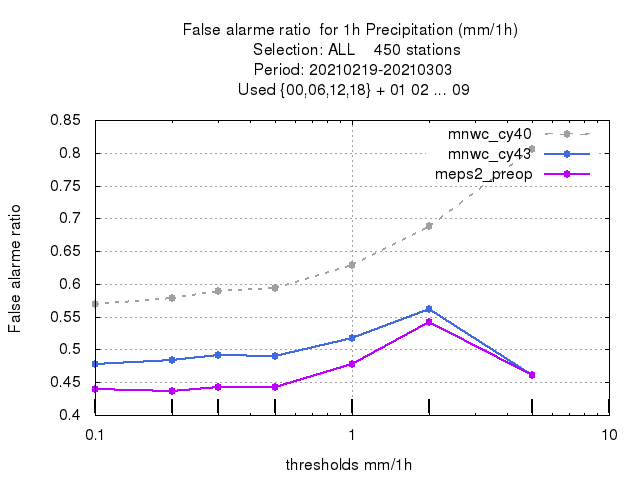 False alarme ratio  for 1h Precipitation (mm/1h)
Selection: ALL    450 stations
Period: 20210219-20210303
Used {00,06,12,18} + 01 02 ... 09
0.85
0.8
0.75
0.7
0.65
0.6
0.55
0.5
0.45
0.4
False alarme ratio
mnwc_cy40
mnwc_cy43
meps2_preop
0.1 1 10
thresholds mm/1h